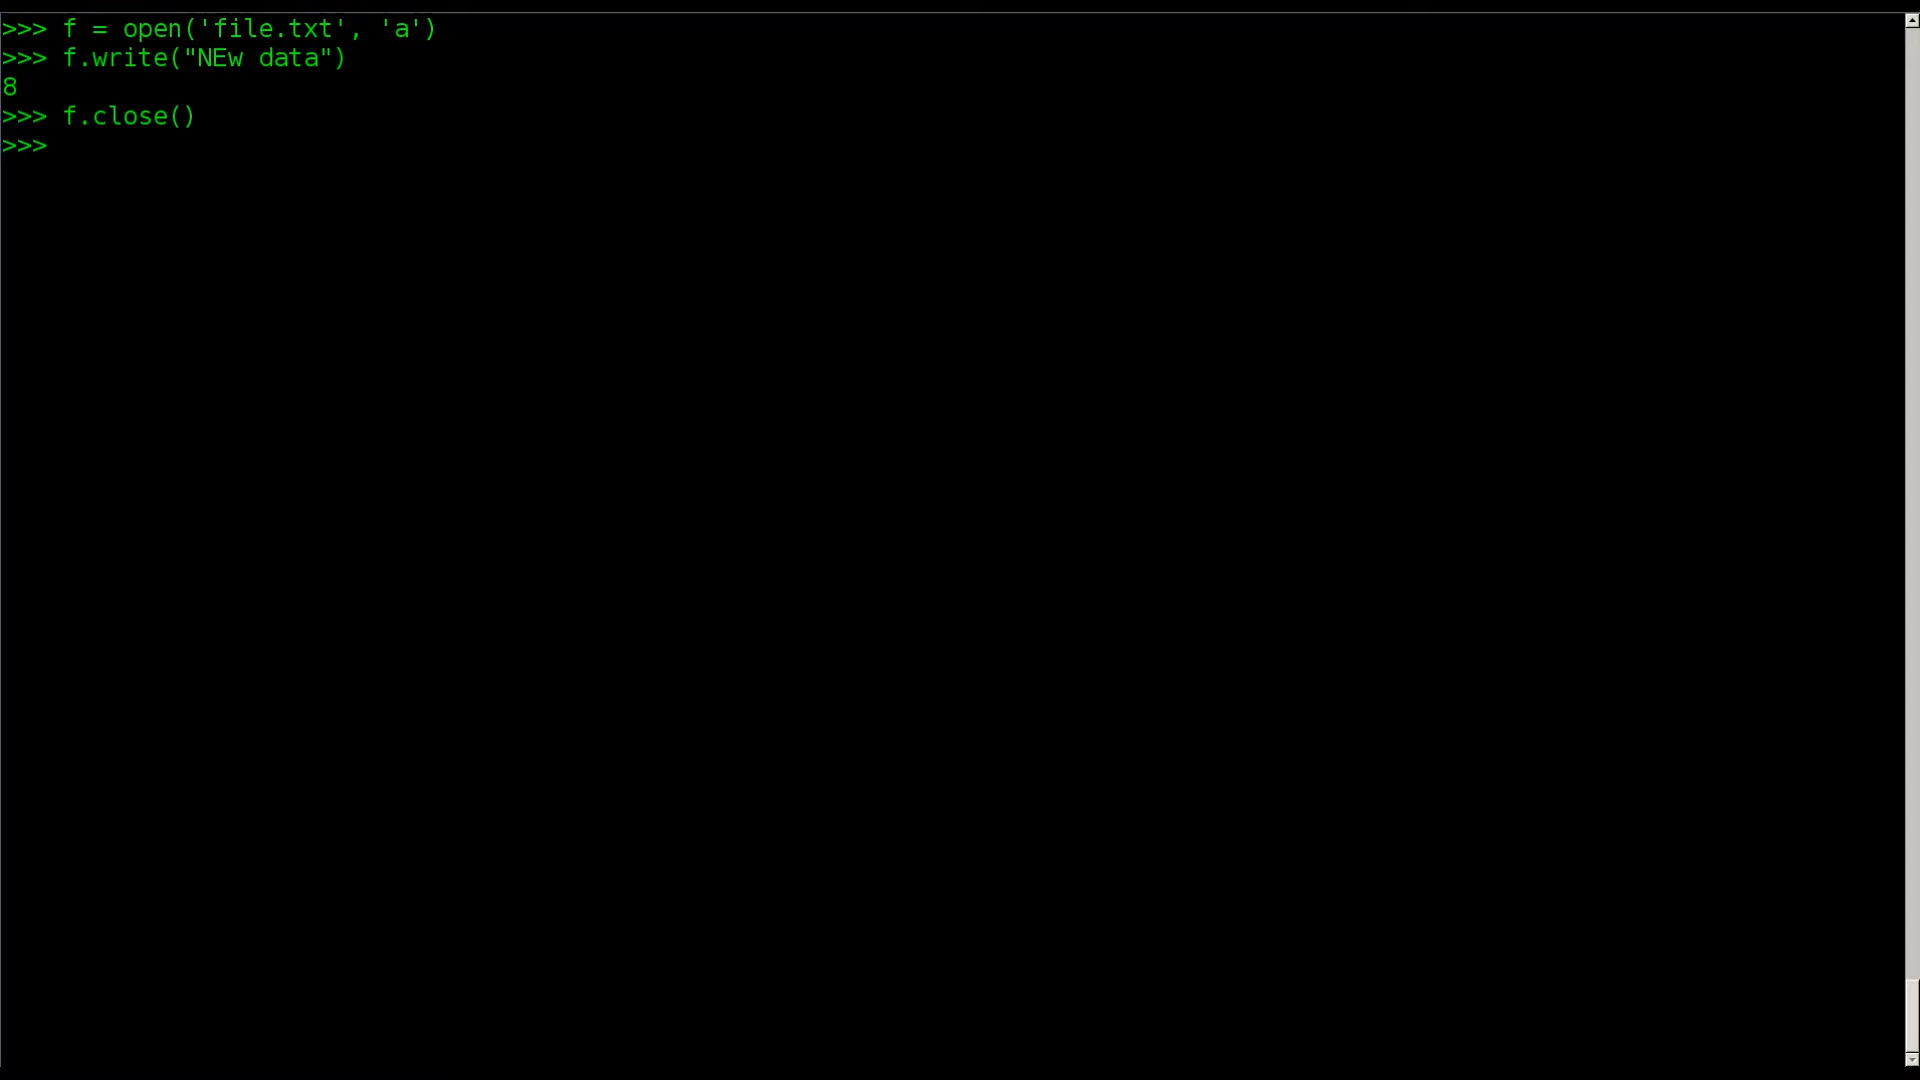 >>> f = open('file.txt', 'a')
>>> f.write("NEw data")
8
>>> f.close()
>>>